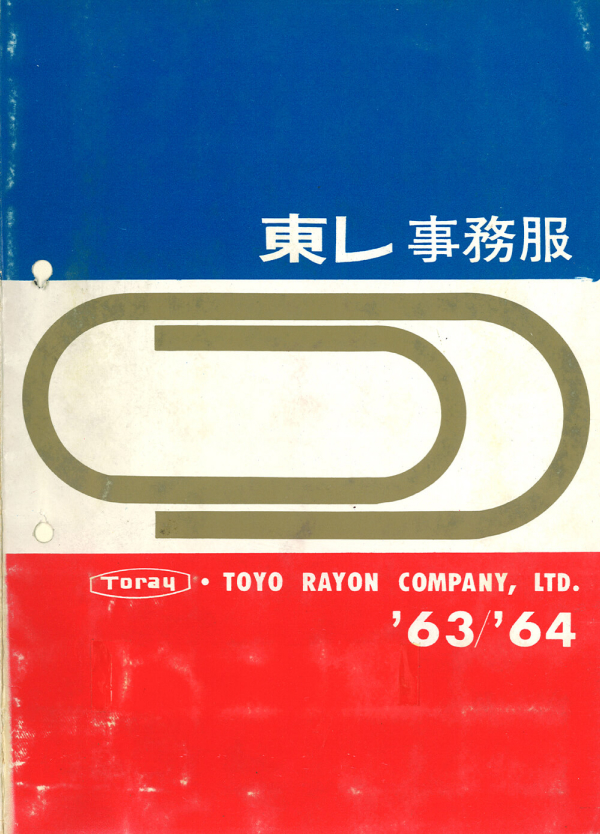 東レ 事務服
Toray • TOYO RAYON COMPANY, LTD.
'63/'64